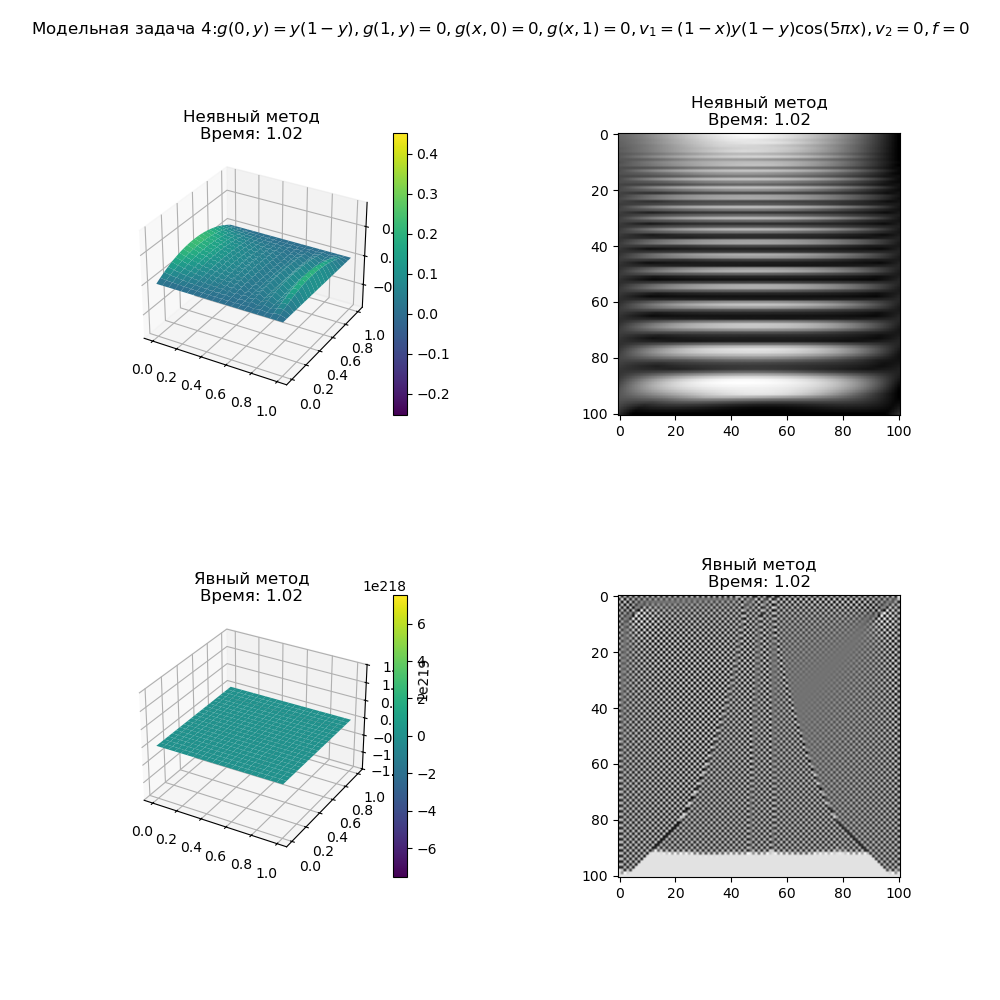 Модельная задача 4:g(0, y) = y(1 − y), g(1, y) = 0, g(x, 0) = 0, g(x, 1) = 0, v₁ = (1 − x)y(1 − y)cos(5πx), v₂ = 0, f = 0
Неявный метод
Время: 1.02
0.0 0.2 0.4 0.6 0.8 1.0
0.0 0.2 0.4 0.6 0.8 1.0
0.4
0.3
0.2
0.1
0.0
−0.1
−0.2
Неявный метод
Время: 1.02
0
20
40
60
80
100
0 20 40 60 80 100
Явный метод
Время: 1.02
0.0 0.2 0.4 0.6 0.8 1.0
0.0 0.2 0.4 0.6 0.8 1.0
1e219
1e218
6
4
2
0
−2
−4
−6
Явный метод
Время: 1.02
0
20
40
60
80
100
0 20 40 60 80 100